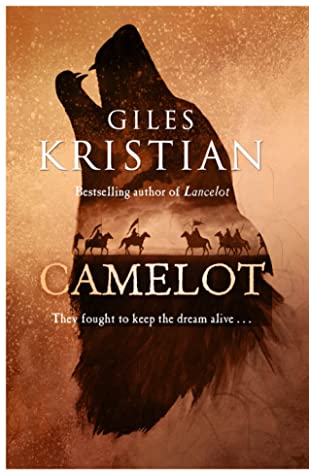 GILES
KRISTIAN
Bestselling author of Lancelot
CAMELOT
They fought to keep the dream alive . . .